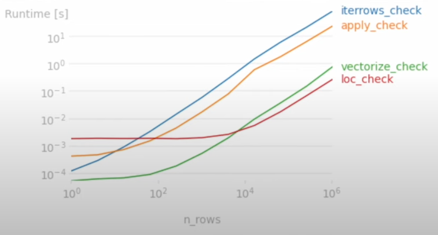 Runtime [s]
iterrows_check
apply_check
vectorize_check
loc_check
10¹
10⁰
10⁻¹
10⁻²
10⁻³
10⁻⁴
10⁰ 10² 10⁴ 10⁶
n_rows